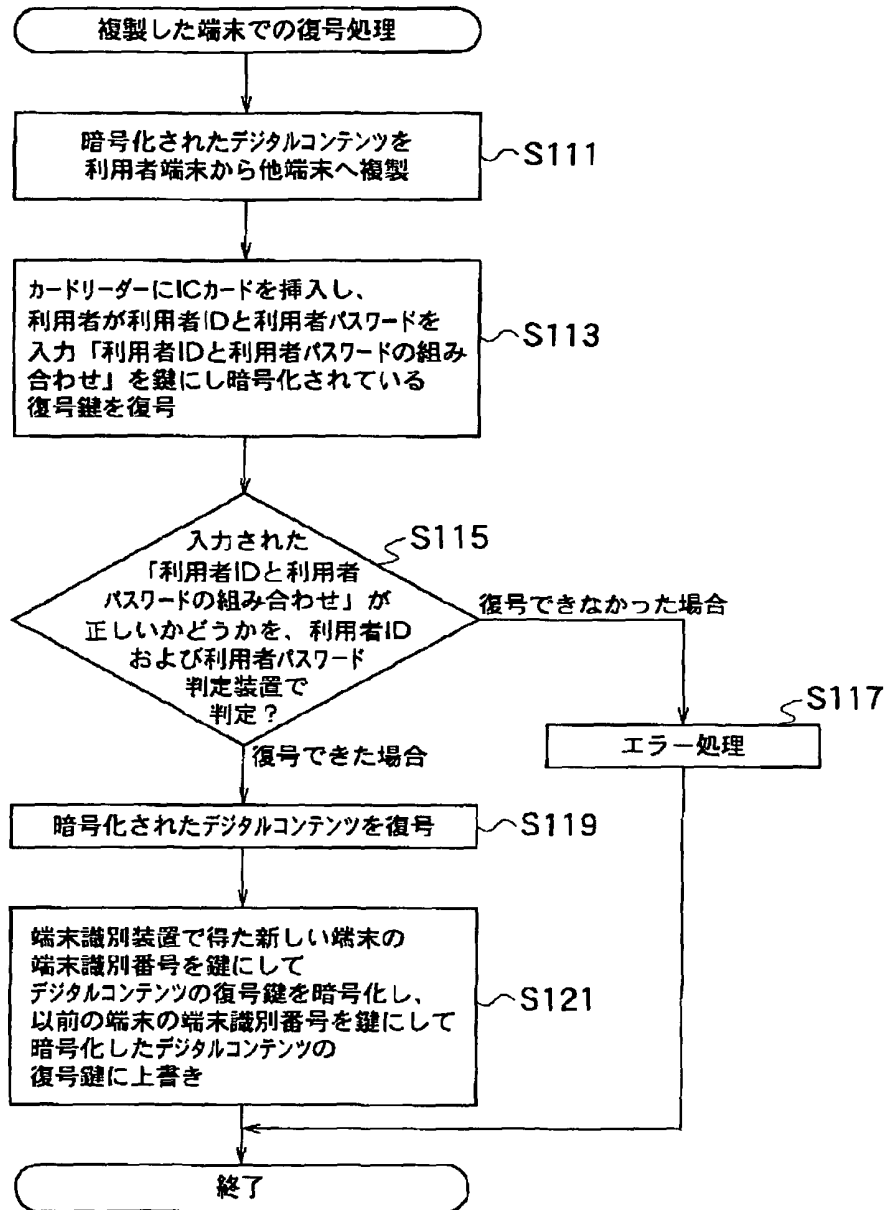 複製した端末での復号処理
暗号化されたデジタルコンテンツを
利用者端末から他端末へ複製
S111
カードリーダーにICカードを挿入し、
利用者が利用者IDと利用者パスワードを
入力「利用者IDと利用者パスワードの組み
合わせ」を鍵にし暗号化されている
復号鍵を復号
S113
入力された
「利用者IDと利用者
パスワードの組み合わせ」が
正しいかどうかを、利用者ID
および利用者パスワード
判定装置で
判定？
S115
復号できなかった場合
S117
エラー処理
復号できた場合
暗号化されたデジタルコンテンツを復号
S119
端末識別装置で得た新しい端末の
端末識別番号を鍵にして
デジタルコンテンツの復号鍵を暗号化し、
以前の端末の端末識別番号を鍵にして
暗号化したデジタルコンテンツの
復号鍵に上書き
S121
終了